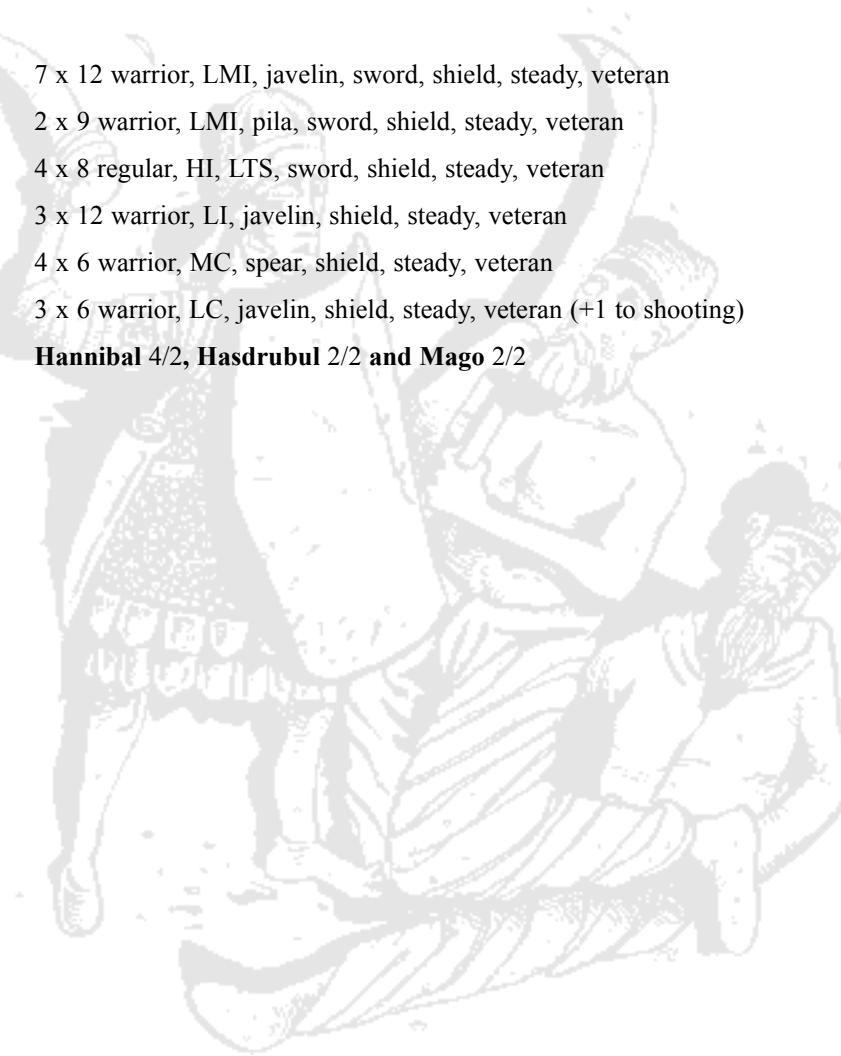 7 x 12 warrior, LMI, javelin, sword, shield, steady, veteran
2 x 9 warrior, LMI, pila, sword, shield, steady, veteran
4 x 8 regular, HI, LTS, sword, shield, steady, veteran
3 x 12 warrior, LI, javelin, shield, steady, veteran
4 x 6 warrior, MC, spear, shield, steady, veteran
3 x 6 warrior, LC, javelin, shield, steady, veteran (+1 to shooting)
Hannibal 4/2, Hasdrubul 2/2 and Mago 2/2